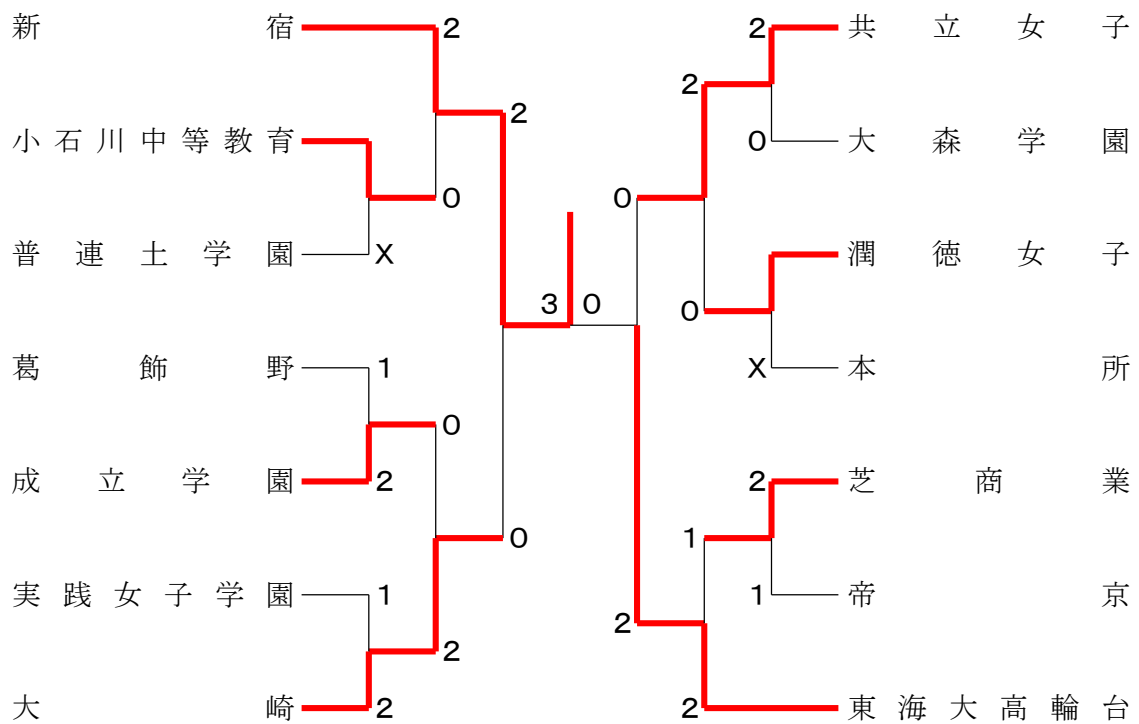 新宿 2 2 共立女子
2
2
小石川中等教育 0 大森学園
0 0
普連土学園 X 潤徳女子
3 0 0
葛飾野 1 X 本所
0
成立学園 2 2 芝商業
0 1
実践女子学園 1 1 帝京
2 2
大崎 2 2 東海大高輪台